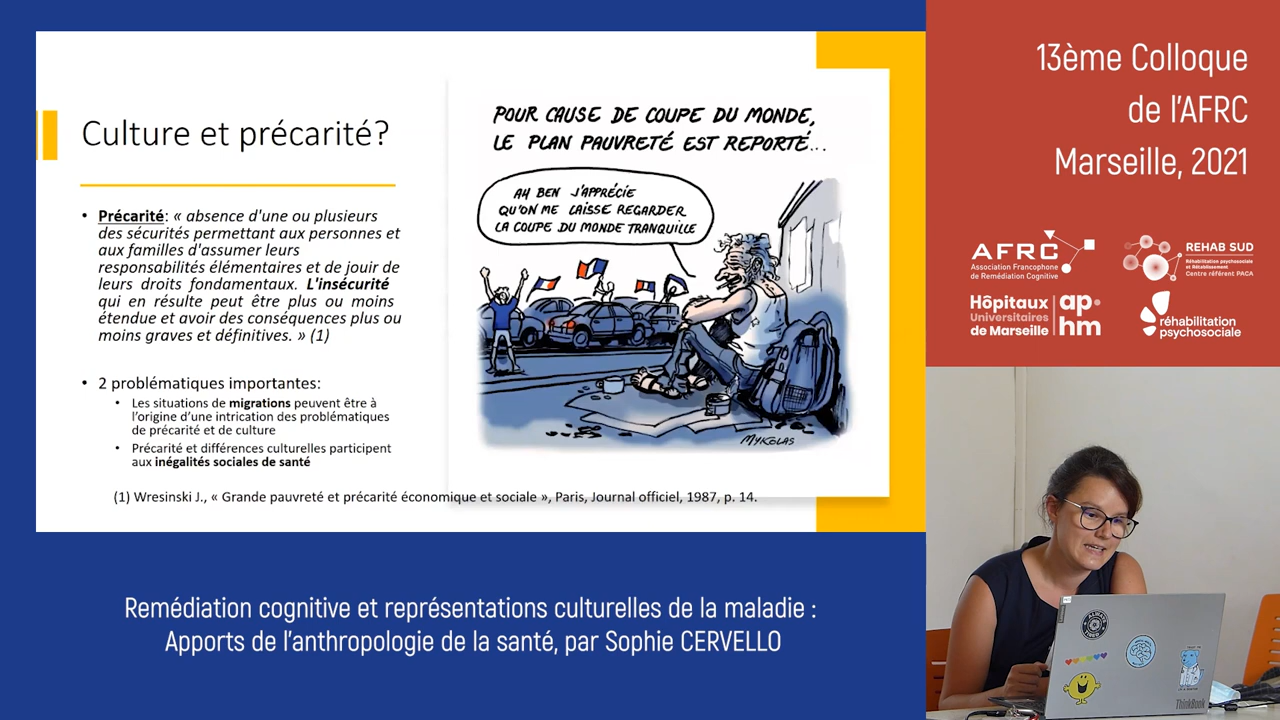 Culture et précarité?
• Précarité: « absence d'une ou plusieurs
des sécurités permettant aux personnes et
aux familles d'assumer leurs
responsabilités élémentaires et de jouir de
leurs droits fondamentaux. L'insécurité
qui en résulte peut être plus ou moins
étendue et avoir des conséquences plus ou
moins graves et définitives. » (1)
• 2 problématiques importantes:
• Les situations de migrations peuvent être à
l'origine d'une intrication des problématiques
de précarité et de culture
• Précarité et différences culturelles participent
aux inégalités sociales de santé
(1) Wresinski J., « Grande pauvreté et précarité économique et sociale », Paris, Journal officiel, 1987, p. 14.
POUR CAUSE DE COUPE DU MONDE,
LE PLAN PAUVRETÉ EST REPORTÉ...
AH BEN J'APPRÉCIE
QU'ON ME LAISSE REGARDER
LA COUPE DU MONDE TRANQUILLE
MYKOLAS
13ème Colloque
de l'AFRC
Marseille, 2021
AFRC
Association Francophone
de Remédiation Cognitive
REHAB SUD
Réhabilitation psychosociale
et Rétablissement
Centre référent PACA
Hôpitaux
Universitaires
de Marseille
ap.
hm
réhabilitation
psychosociale
Remédiation cognitive et représentations culturelles de la maladie :
Apports de l'anthropologie de la santé, par Sophie CERVELLO
ThinkBook